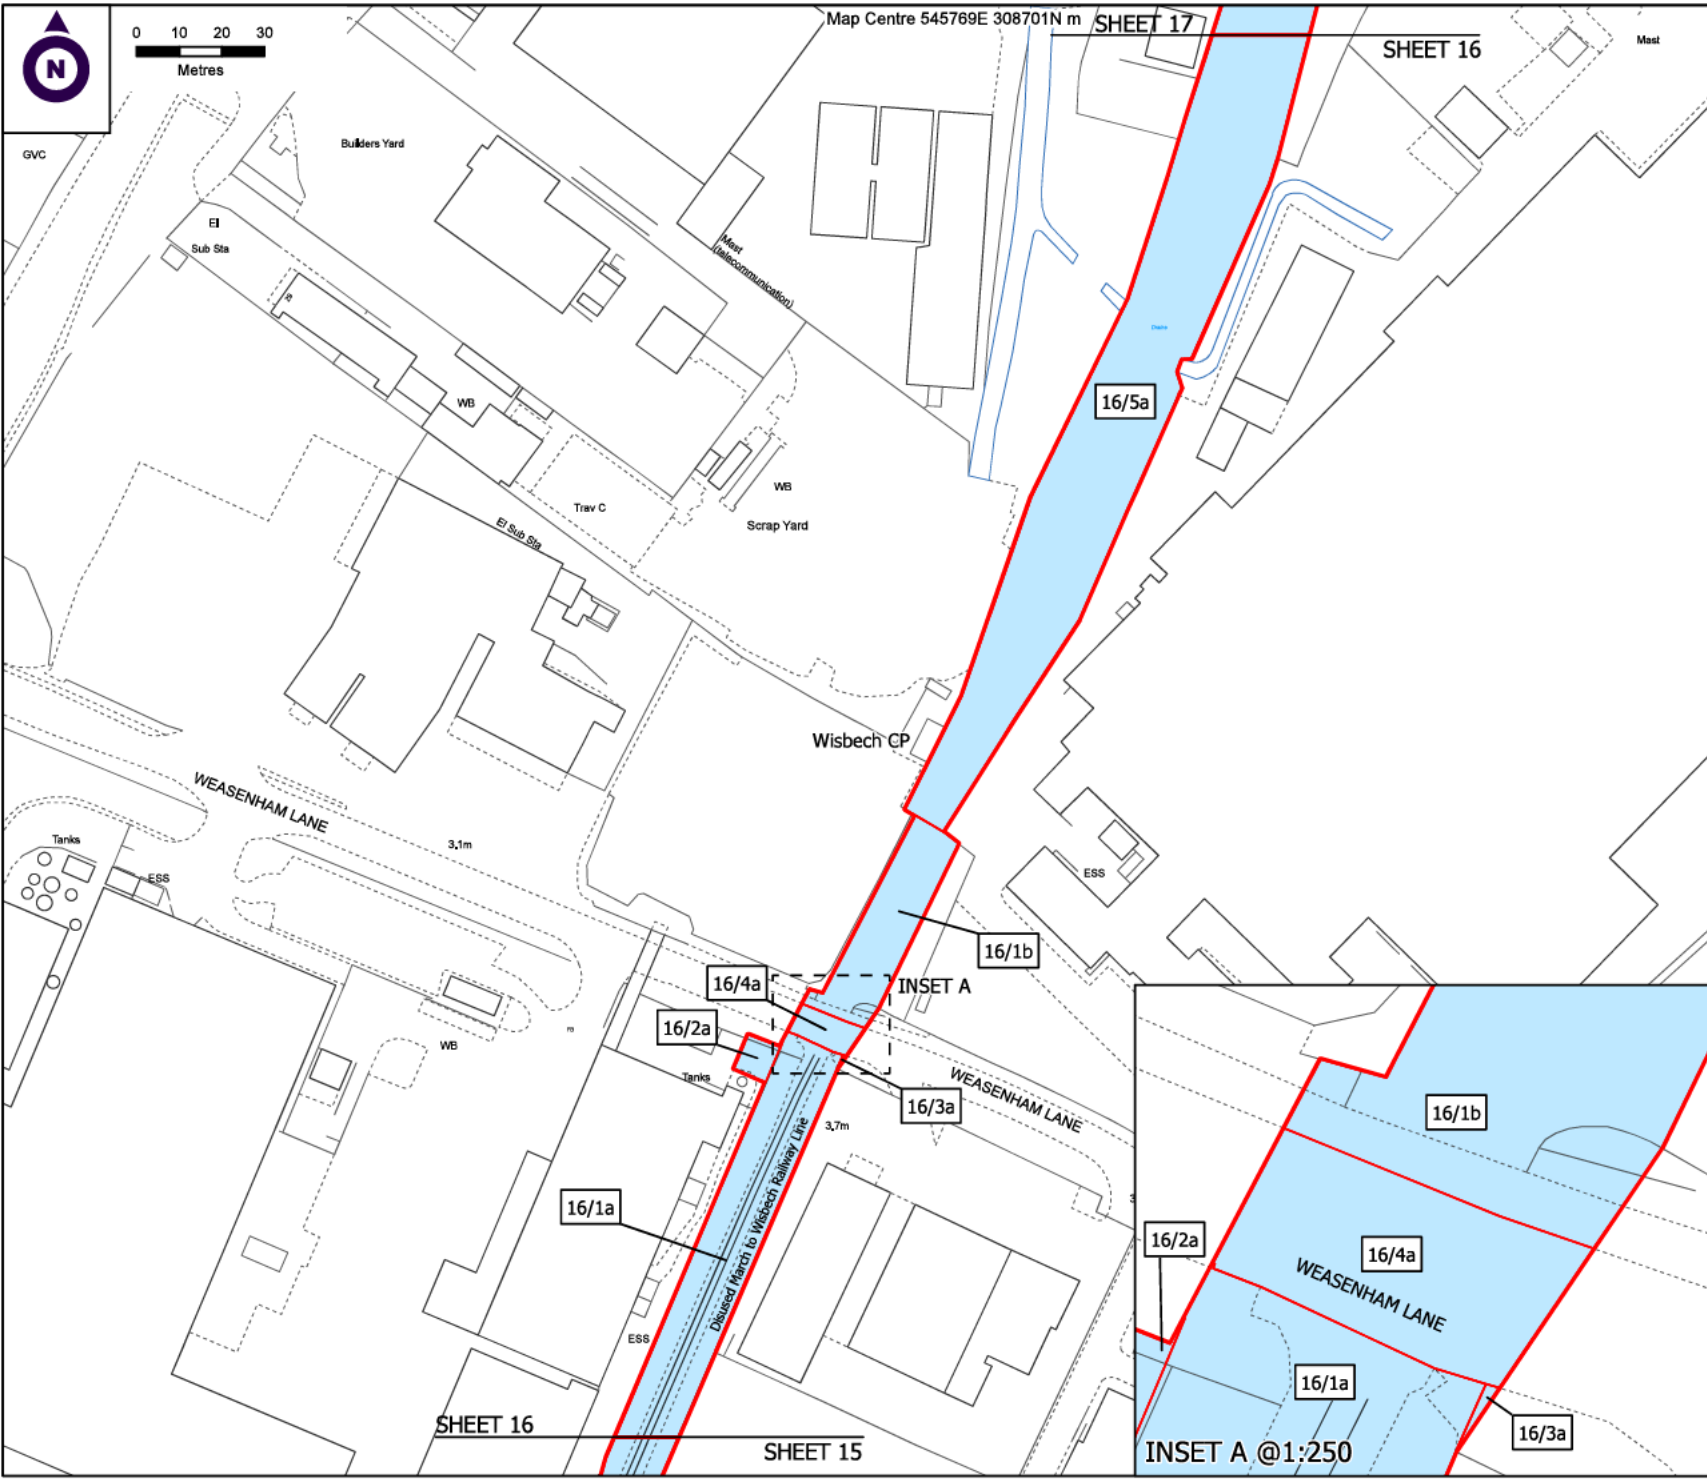 Map Centre 545769E 308701N m
SHEET 17
SHEET 16
N
0 10 20 30
Metres
Mast
GVC
Builders Yard
El
Sub Sta
Mast
(telecommunication)
Drains
16/5a
WB
WB
Trav C
Scrap Yard
El Sub Sta
Wisbech CP
WEASENHAM LANE
3.1m
Tanks
ESS
ESS
16/1b
16/4a
INSET A
16/2a
WB
Tanks
WEASENHAM LANE
16/3a
3.7m
Disused March to Wisbech Railway Line
16/1a
ESS
SHEET 16
SHEET 15
16/1b
16/2a
16/4a
WEASENHAM LANE
16/1a
16/3a
INSET A @1:250